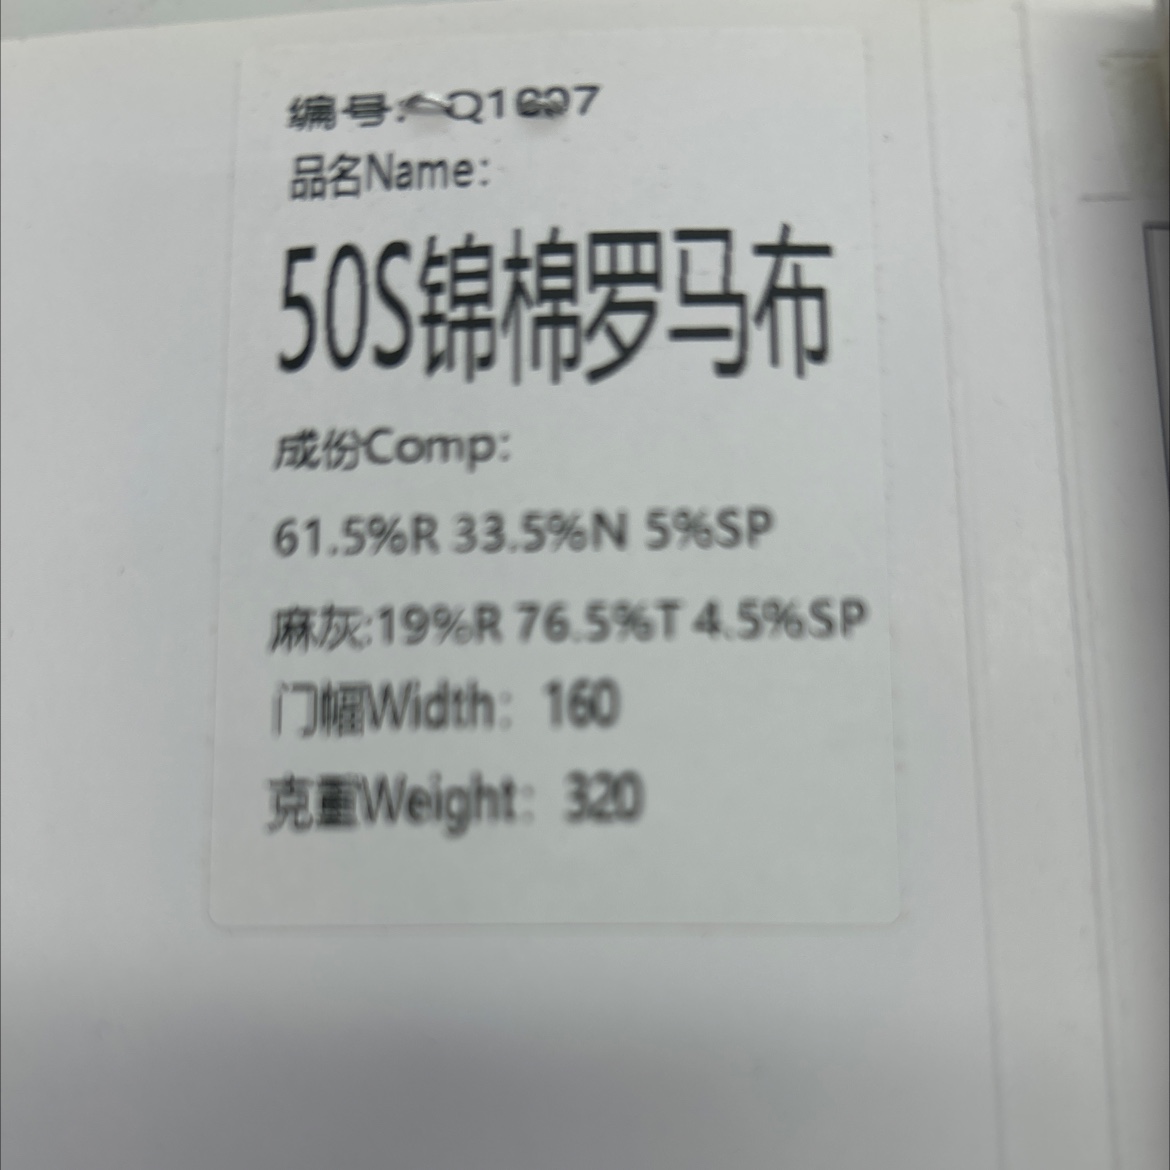 编号:
品名Name：
50S锦棉罗马布
成份Comp:
61.5%R 33.5%N 5%SP
麻灰:19%R 76.5%T 4.5%SP
门幅Width：160
克重Weight：320